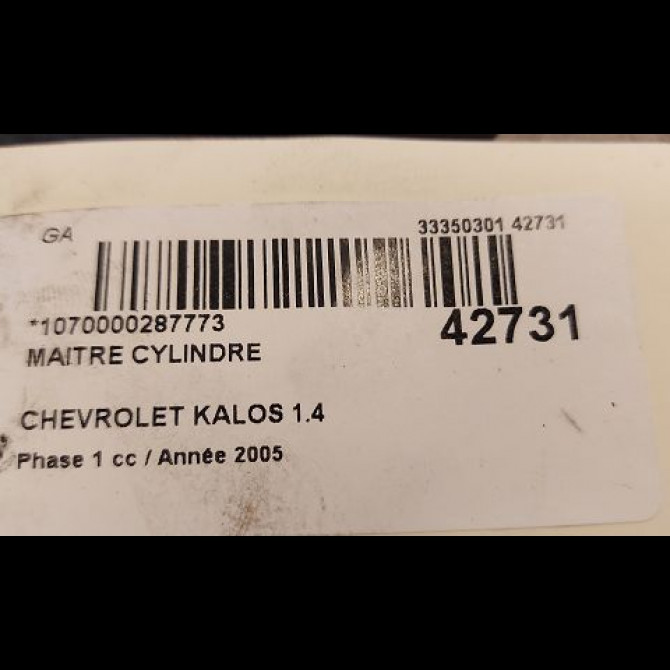 GA
33350301 42731
*1070000287773
42731
MAITRE CYLINDRE
CHEVROLET KALOS 1.4
Phase 1 cc / Année 2005